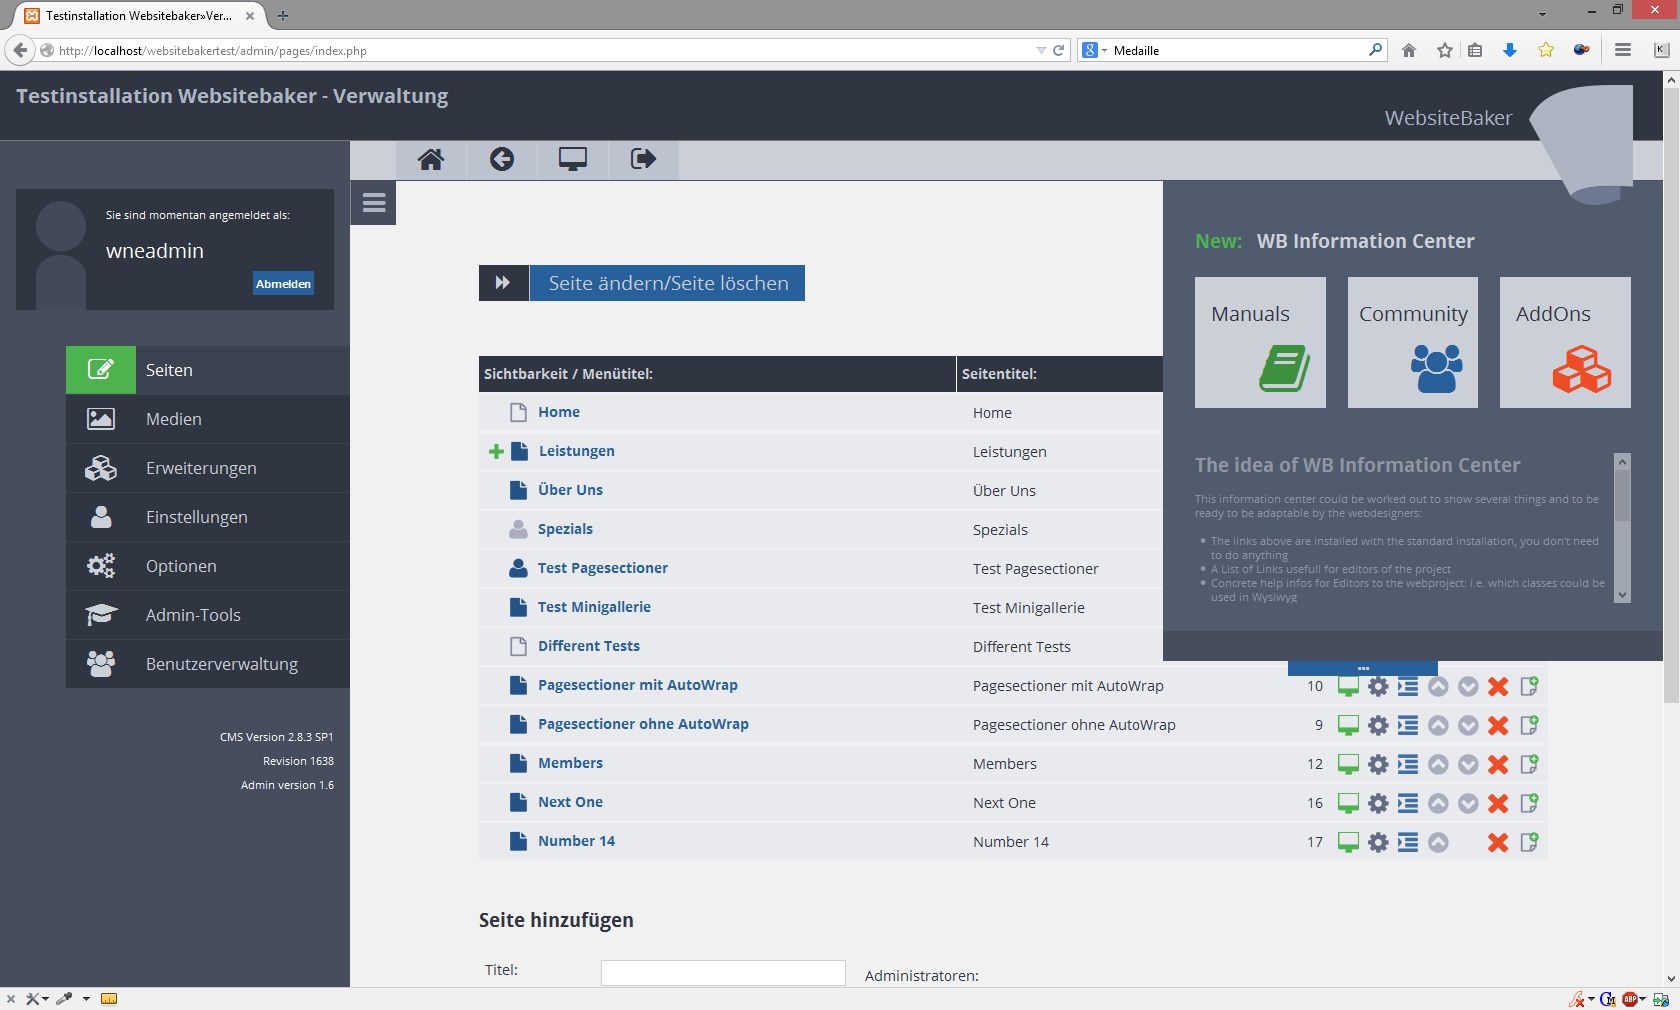 Testinstallation Websitebaker»Ver...
http://localhost/websitebakertest/admin/pages/index.php
Medaille
Testinstallation Websitebaker - Verwaltung
WebsiteBaker
Sie sind momentan angemeldet als:
wneadmin
Abmelden
Seiten
Medien
Erweiterungen
Einstellungen
Optionen
Admin-Tools
Benutzerverwaltung
CMS Version 2.8.3 SP1
Revision 1638
Admin version 1.6
Seite ändern/Seite löschen
Sichtbarkeit / Menütitel: Seitentitel:
Home Home
Leistungen Leistungen
Über Uns Über Uns
Spezials Spezials
Test Pagesectioner Test Pagesectioner
Test Minigallerie Test Minigallerie
Different Tests Different Tests
Pagesectioner mit AutoWrap Pagesectioner mit AutoWrap 10
Pagesectioner ohne AutoWrap Pagesectioner ohne AutoWrap 9
Members Members 12
Next One Next One 16
Number 14 Number 14 17
New: WB Information Center
Manuals Community AddOns
The idea of WB Information Center
This information center could be worked out to show several things and to be
ready to be adaptable by the webdesigners:
The links above are installed with the standard installation, you don't need
to do anything
A List of Links usefull for editors of the project
Concrete help infos for Editors to the webproject: i.e. which classes could be
used in Wysiwyg
...
Seite hinzufügen
Titel: Administratoren:
ABP